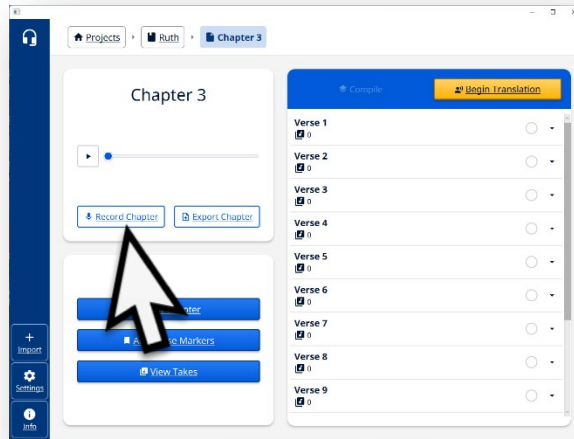 Projects
Ruth
Chapter 3
Chapter 3
Record Chapter
Export Chapter
View Takes
Import
Settings
Info
Compile
Begin Translation
Verse 1
0
Verse 2
0
Verse 3
0
Verse 4
0
Verse 5
0
Verse 6
0
Verse 7
0
Verse 8
0
Verse 9
0